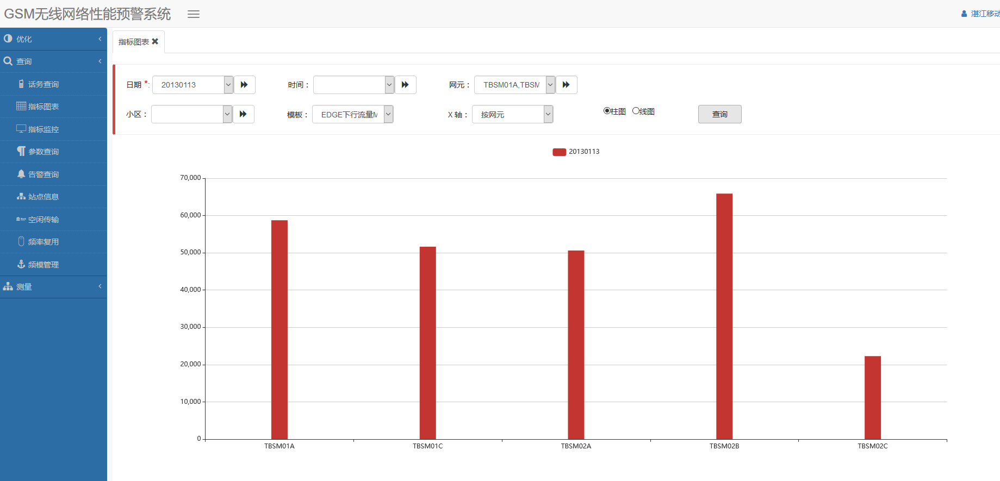 GSM无线网络性能预警系统
湛江移动
优化
查询
话务查询
指标图表
指标监控
参数查询
告警查询
站点信息
空闲传输
频率复用
频模管理
测量
指标图表
日期 *: 20130113 时间： 网元： TBSM01A,TBSM
小区： 模板： EDGE下行流量M X 轴： 按网元 柱图 线图 查询
20130113
70,000
60,000
50,000
40,000
30,000
20,000
10,000
0
TBSM01A TBSM01C TBSM02A TBSM02B TBSM02C